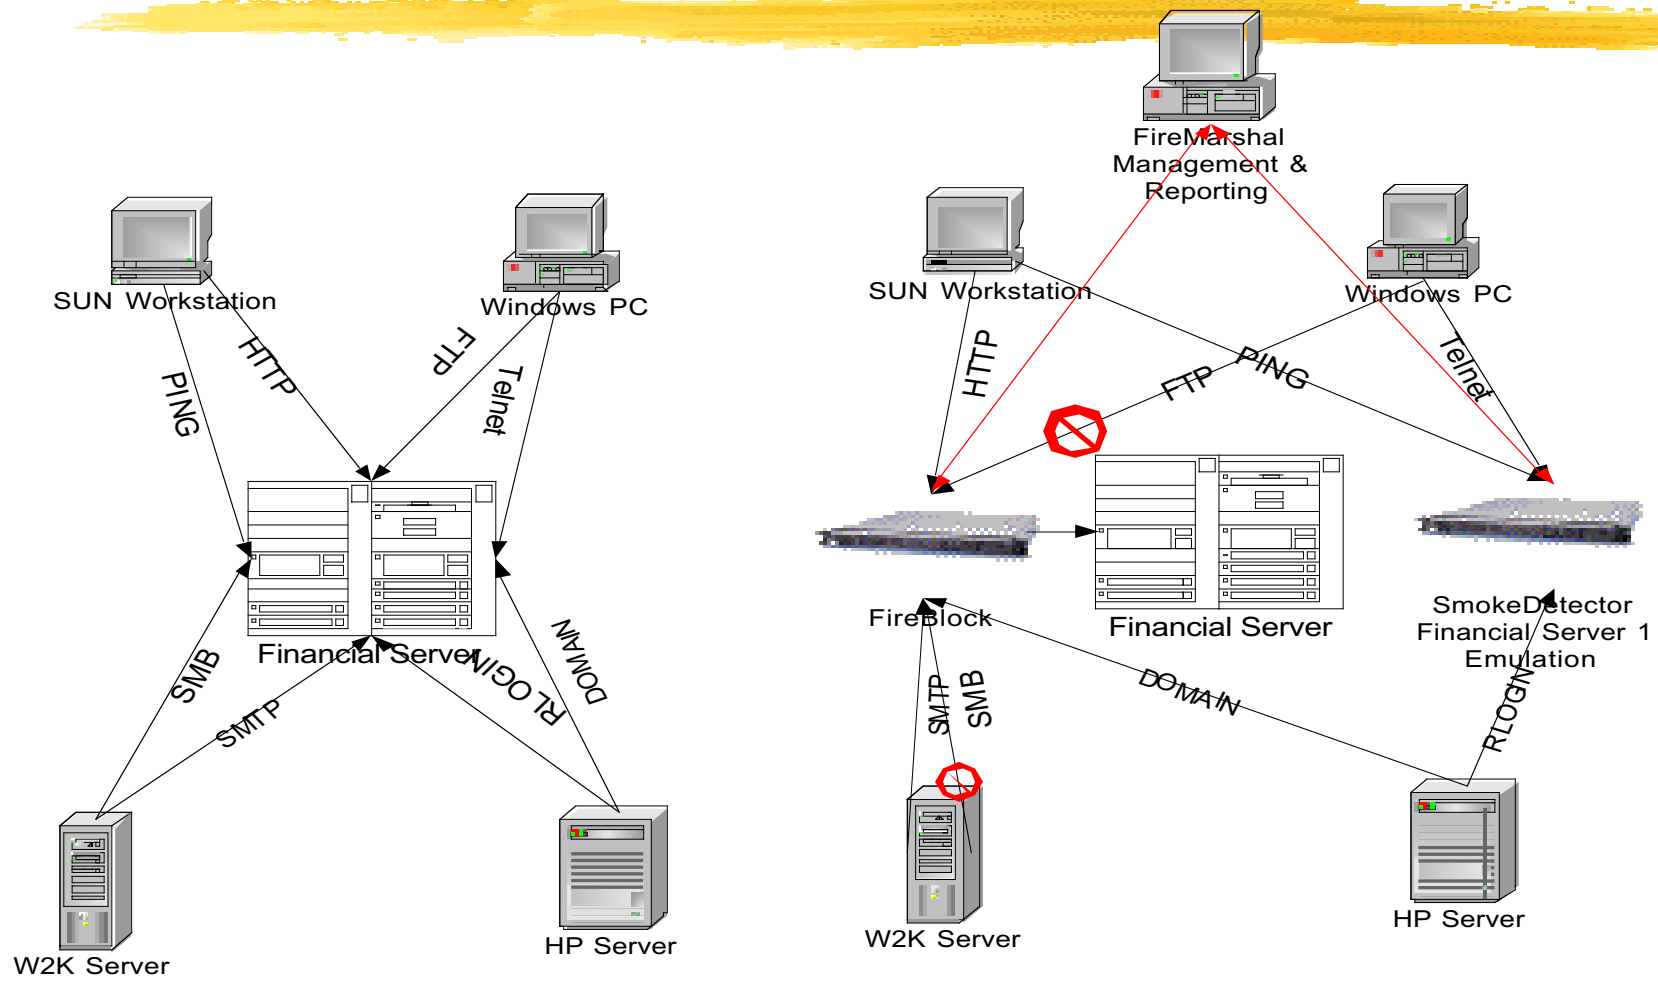 FireMarshal
Management &
Reporting
SUN Workstation
Windows PC
PING
HTTP
FTP
Telnet
Financial Server
SMB
SMTP
RLOGIN
DOMAIN
W2K Server
HP Server
SUN Workstation
Windows PC
HTTP
FTP
PING
Telnet
FireBlock
Financial Server
SmokeDetector
Financial Server 1
Emulation
SMTP
SMB
DOMAIN
RLOGIN
W2K Server
HP Server